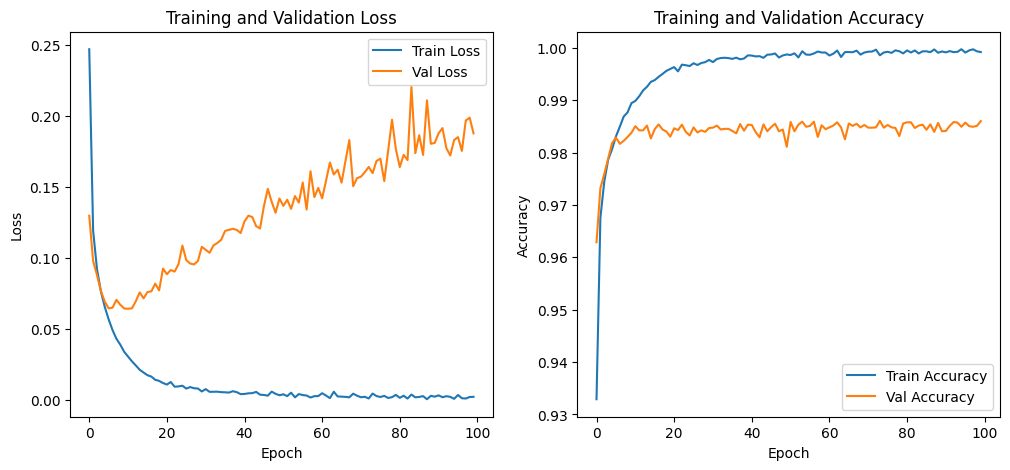 Training and Validation Loss
Train Loss
Val Loss
0.25
0.20
0.15
0.10
0.05
0.00
Loss
0
20
40
60
80
100
Epoch
Training and Validation Accuracy
1.00
0.99
0.98
0.97
0.96
0.95
0.94
0.93
Accuracy
Train Accuracy
Val Accuracy
0
20
40
60
80
100
Epoch